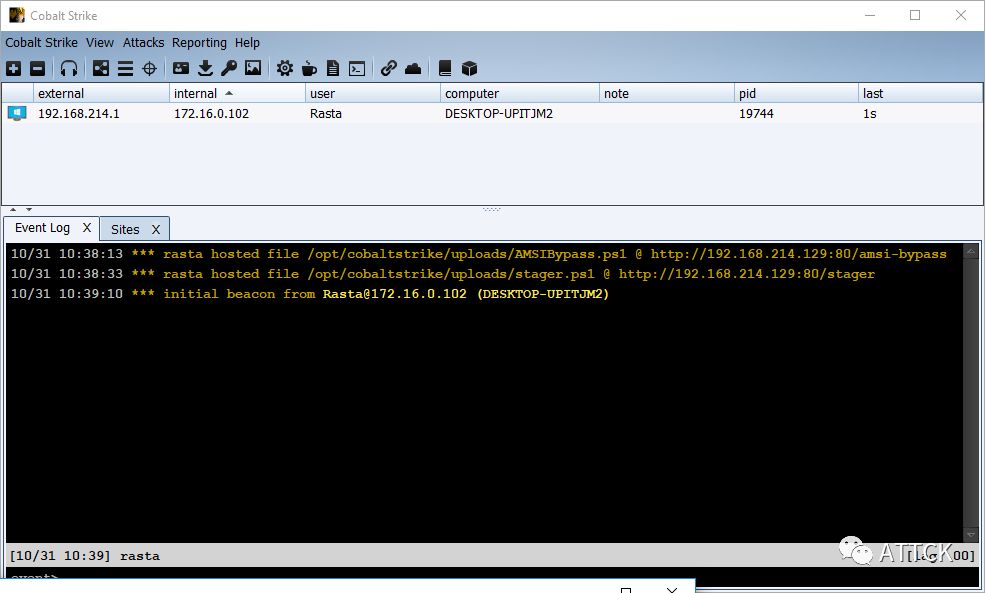 Cobalt Strike
Cobalt Strike View Attacks Reporting Help
external internal user computer note pid last
192.168.214.1 172.16.0.102 Rasta DESKTOP-UPITJM2 19744 1s
Event Log X Sites X
10/31 10:38:13 *** rasta hosted file /opt/cobaltstrike/uploads/AMSIBypass.ps1 @ http://192.168.214.129:80/amsi-bypass
10/31 10:38:33 *** rasta hosted file /opt/cobaltstrike/uploads/stager.ps1 @ http://192.168.214.129:80/stager
10/31 10:39:10 *** initial beacon from Rasta@172.16.0.102 (DESKTOP-UPITJM2)
[10/31 10:39] rasta
ATTCK
event>